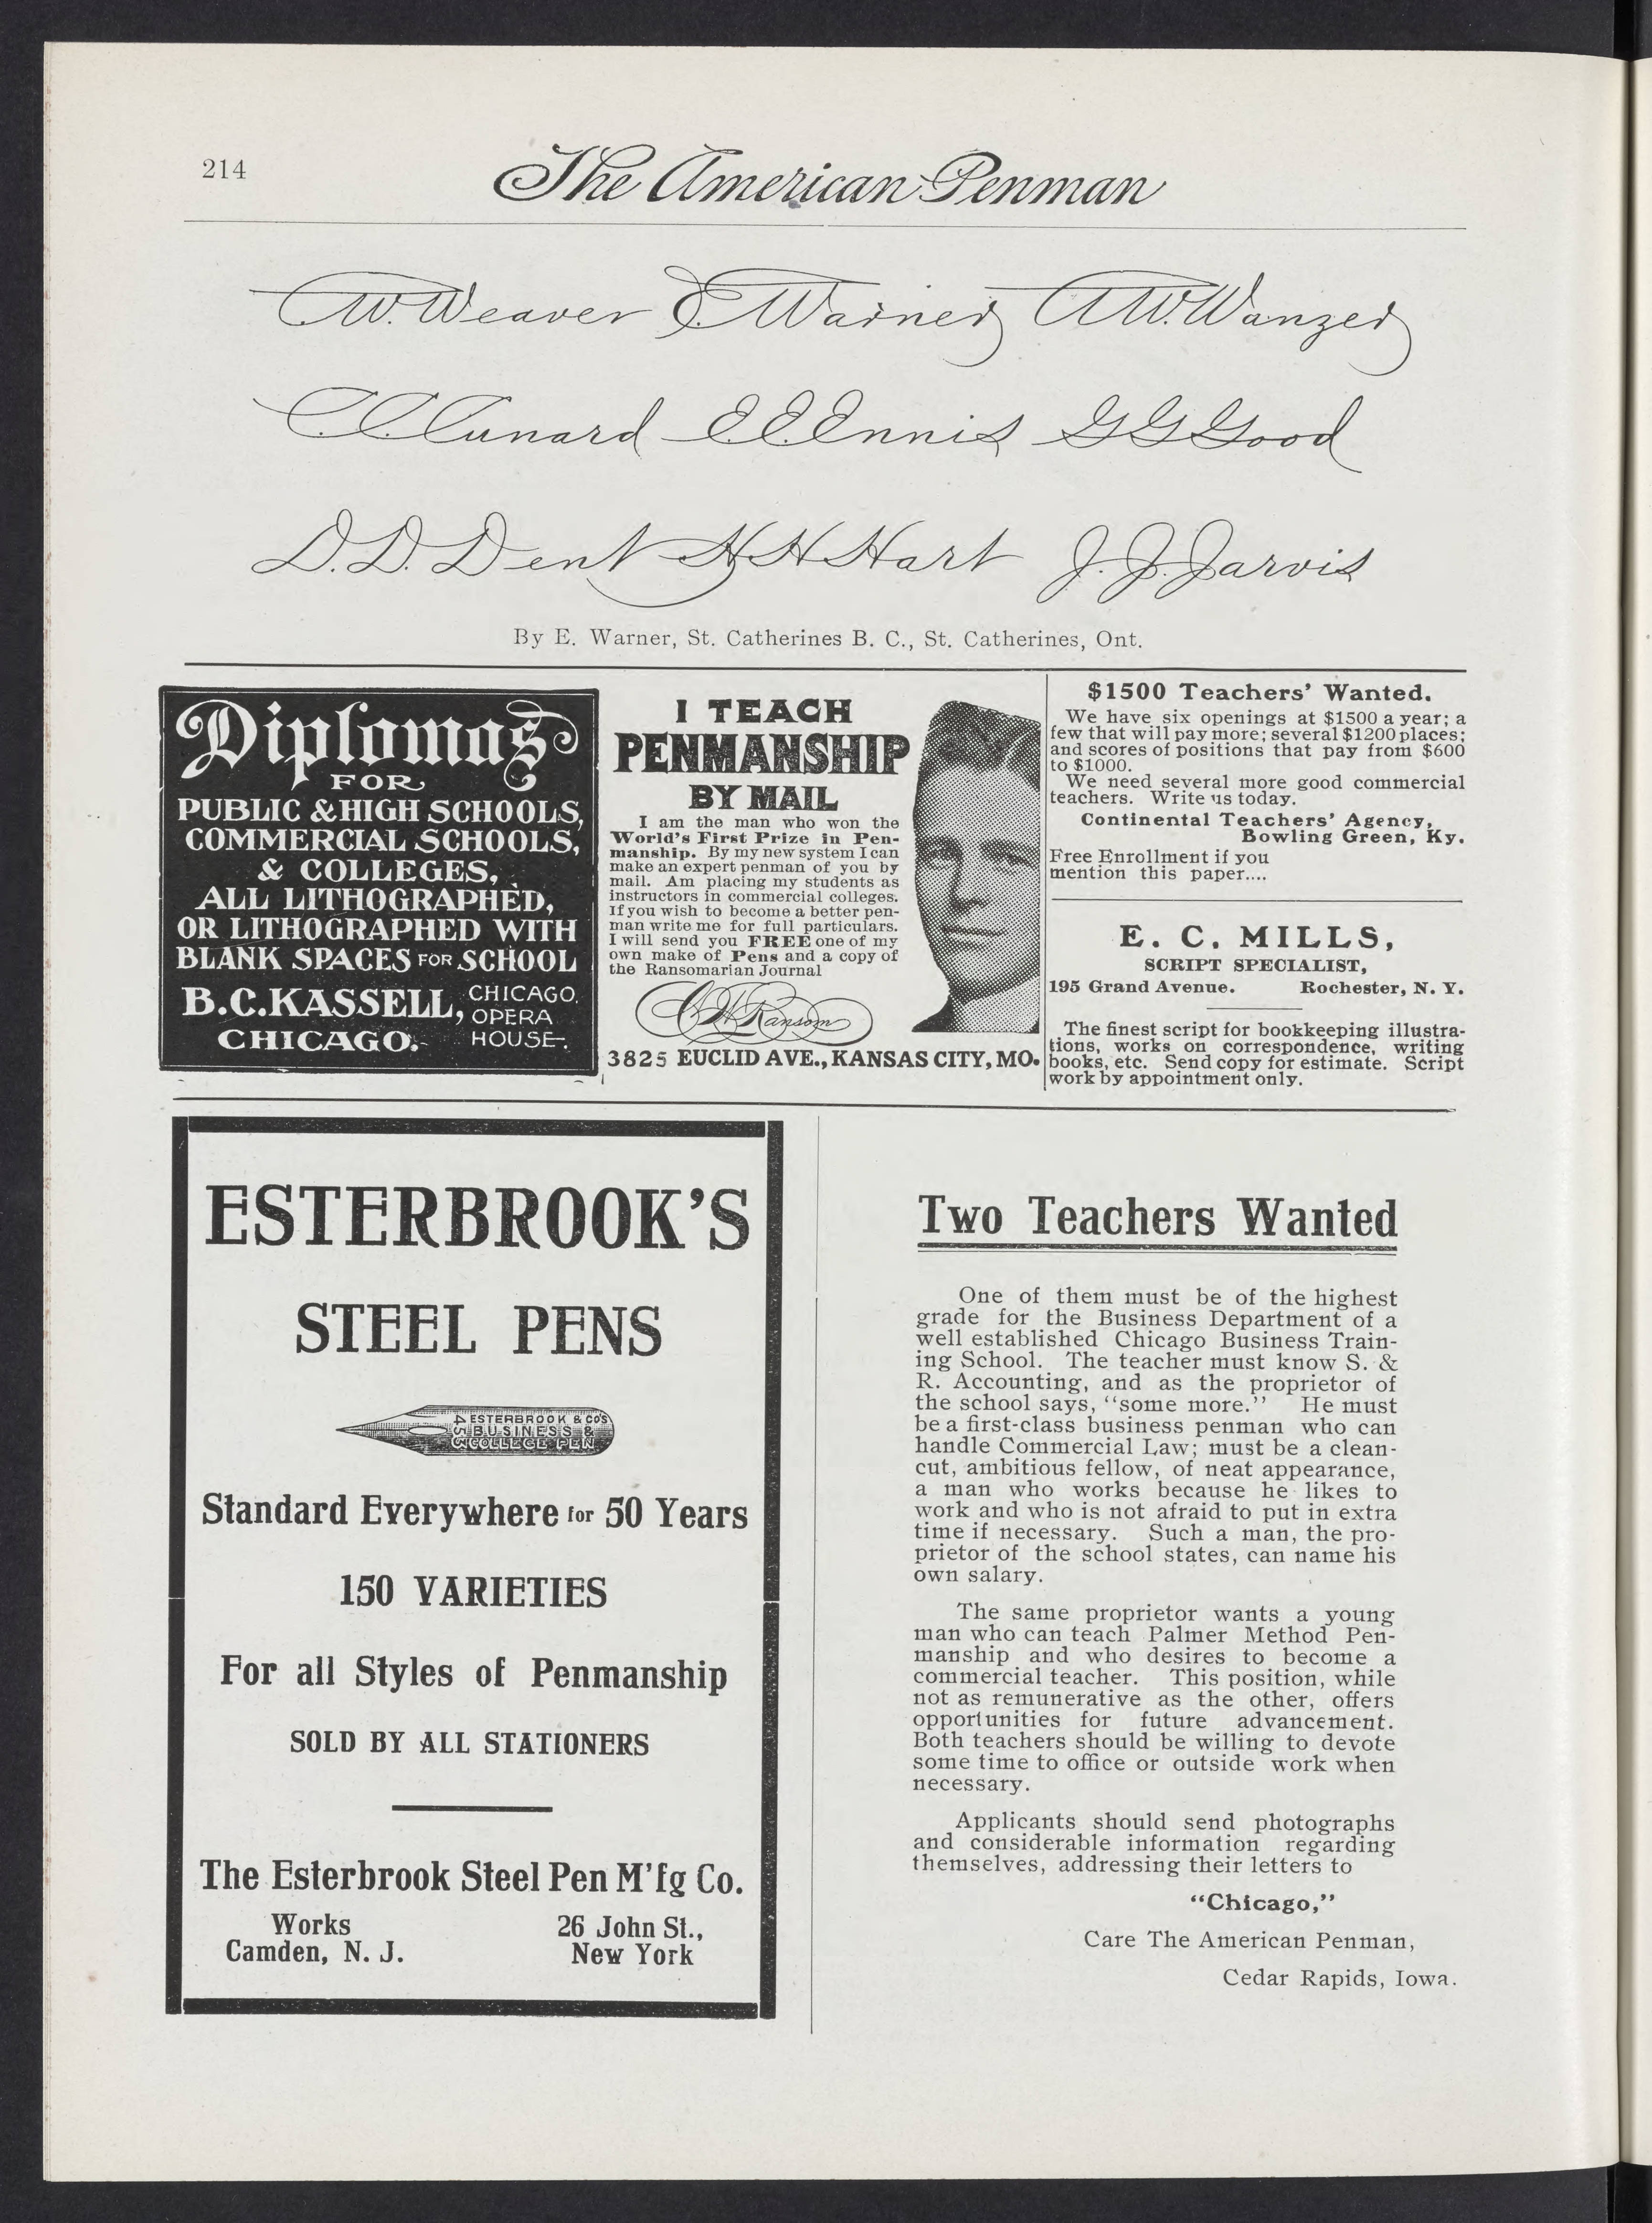 214
The American Penman
W. Weaver E. Warner A.W. Wanzer
C.C. Cunard E.E. Ennis G G Good
D. D. Dent H H Hart J. J. Jarvis
By E. Warner, St. Catherines B. C., St. Catherines, Ont.
Diplomas
FOR
PUBLIC & HIGH SCHOOLS,
COMMERCIAL SCHOOLS,
& COLLEGES,
ALL LITHOGRAPHED,
OR LITHOGRAPHED WITH
BLANK SPACES FOR SCHOOL
B.C.KASSELL, CHICAGO OPERA HOUSE.
CHICAGO.
I TEACH
PENMANSHIP
BY MAIL
I am the man who won the
World's First Prize in Pen-
manship. By my new system I can
make an expert penman of you by
mail. Am placing my students as
instructors in commercial colleges.
If you wish to become a better pen-
man write me for full particulars.
I will send you FREE one of my
own make of Pens and a copy of
the Ransomarian Journal
C W Ransom
3825 EUCLID AVE., KANSAS CITY, MO.
$1500 Teachers' Wanted.
We have six openings at $1500 a year; a
few that will pay more; several $1200 places;
and scores of positions that pay from $600
to $1000.
We need several more good commercial
teachers. Write us today.
Continental Teachers' Agency,
Bowling Green, Ky.
Free Enrollment if you
mention this paper....
E. C. MILLS,
SCRIPT SPECIALIST,
195 Grand Avenue. Rochester, N. Y.
The finest script for bookkeeping illustra-
tions, works on correspondence, writing
books, etc. Send copy for estimate. Script
work by appointment only.
ESTERBROOK'S
STEEL PENS
ESTERBROOK & CO'S
453 BUSINESS &
COLLEGE PEN
Standard Everywhere for 50 Years
150 VARIETIES
For all Styles of Penmanship
SOLD BY ALL STATIONERS
The Esterbrook Steel Pen M'fg Co.
Works 26 John St.,
Camden, N. J. New York
Two Teachers Wanted
One of them must be of the highest
grade for the Business Department of a
well established Chicago Business Train-
ing School. The teacher must know S. &
R. Accounting, and as the proprietor of
the school says, "some more." He must
be a first-class business penman who can
handle Commercial Law; must be a clean-
cut, ambitious fellow, of neat appearance,
a man who works because he likes to
work and who is not afraid to put in extra
time if necessary. Such a man, the pro-
prietor of the school states, can name his
own salary.
The same proprietor wants a young
man who can teach Palmer Method Pen-
manship and who desires to become a
commercial teacher. This position, while
not as remunerative as the other, offers
opportunities for future advancement.
Both teachers should be willing to devote
some time to office or outside work when
necessary.
Applicants should send photographs
and considerable information regarding
themselves, addressing their letters to
"Chicago,"
Care The American Penman,
Cedar Rapids, Iowa.